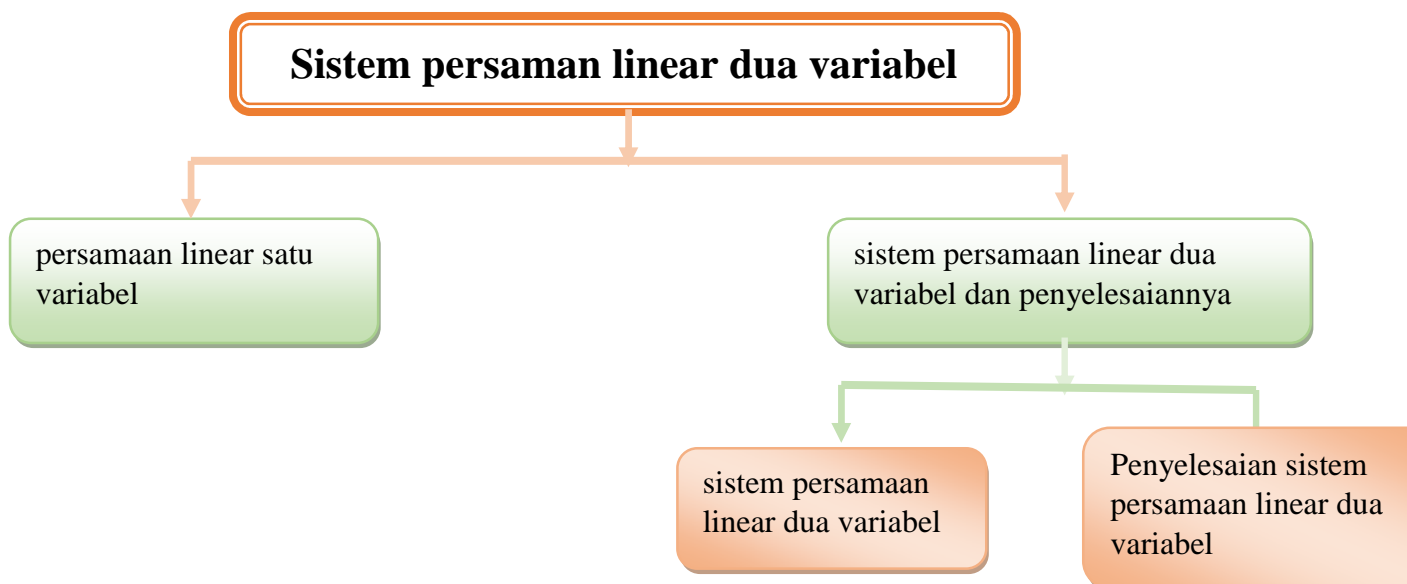 Sistem persaman linear dua variabel
persamaan linear satu
variabel
sistem persamaan linear dua
variabel dan penyelesaiannya
sistem persamaan
linear dua variabel
Penyelesaian sistem
persamaan linear dua
variabel